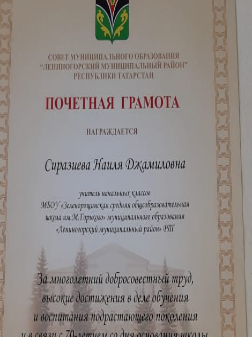 СОВЕТ МУНИЦИПАЛЬНОГО ОБРАЗОВАНИЯ
"ЛЕНИНОГОРСКИЙ МУНИЦИПАЛЬНЫЙ РАЙОН"
РЕСПУБЛИКИ ТАТАРСТАН
ПОЧЕТНАЯ ГРАМОТА
НАГРАЖДАЕТСЯ
Сиразиева Наиля Джамиловна
учитель начальных классов
МБОУ «Зеленорощинская средняя общеобразовательная
школа им.М.Горького» муниципального образования
«Лениногорский муниципальный район» РТ
За многолетний добросовестный труд,
высокие достижения в деле обучения
и воспитания подрастающего поколения
и в связи с 70-летием со дня основания школы